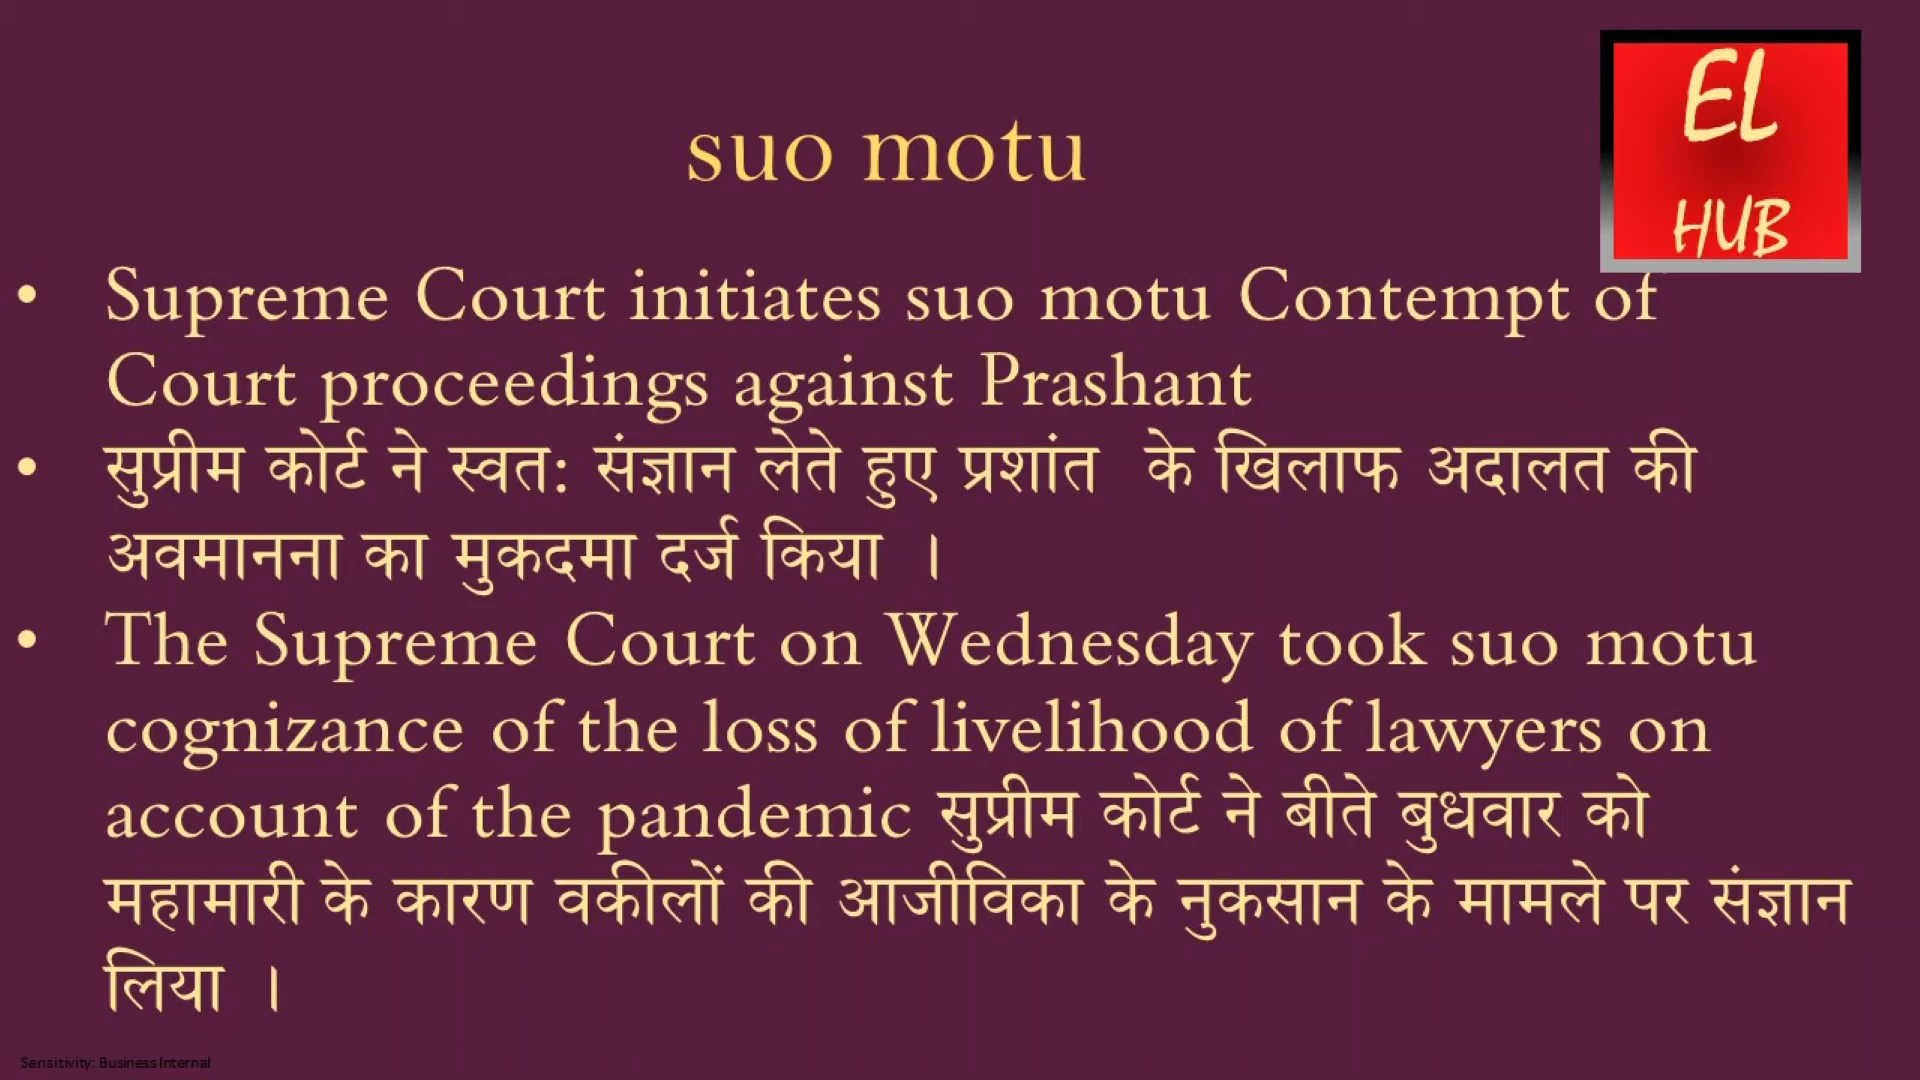 EL
HUB
suo motu
• Supreme Court initiates suo motu Contempt of
Court proceedings against Prashant
• सुप्रीम कोर्ट ने स्वत: संज्ञान लेते हुए प्रशांत के खिलाफ अदालत की
अवमानना का मुकदमा दर्ज किया ।
• The Supreme Court on Wednesday took suo motu
cognizance of the loss of livelihood of lawyers on
account of the pandemic सुप्रीम कोर्ट ने बीते बुधवार को
महामारी के कारण वकीलों की आजीविका के नुकसान के मामले पर संज्ञान
लिया ।
Sensitivity: Business Internal